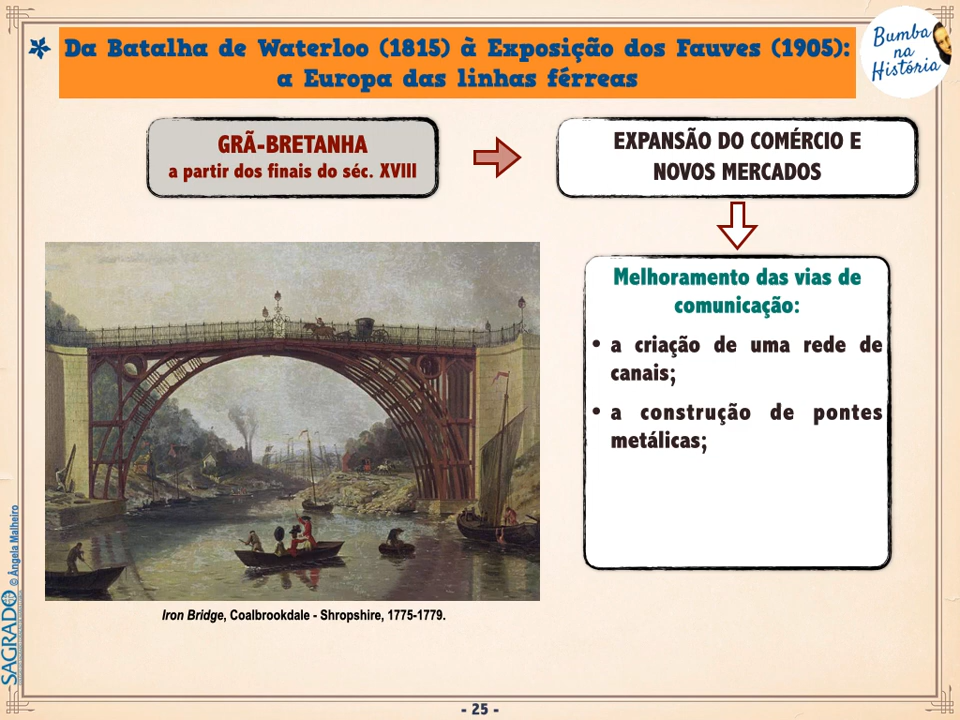 Da Batalha de Waterloo (1815) à Exposição dos Fauves (1905):
a Europa das linhas férreas
Bumba
na
História
GRÃ-BRETANHA
a partir dos finais do séc. XVIII
EXPANSÃO DO COMÉRCIO E
NOVOS MERCADOS
Melhoramento das vias de
comunicação:
• a criação de uma rede de
canais;
• a construção de pontes
metálicas;
Iron Bridge, Coalbrookdale - Shropshire, 1775-1779.
SAGRADO
© Ângela Malheiro
- 25 -